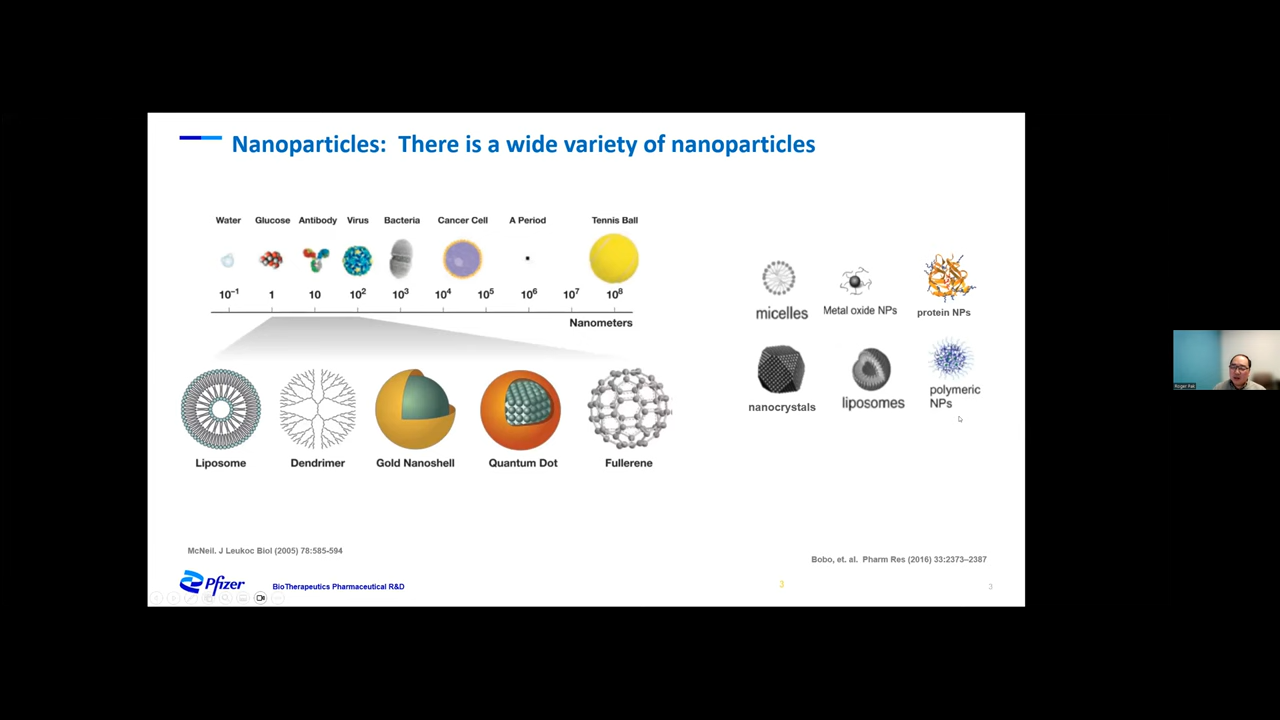 Nanoparticles: There is a wide variety of nanoparticles
Water Glucose Antibody Virus Bacteria Cancer Cell A Period Tennis Ball
10⁻¹ 1 10 10² 10³ 10⁴ 10⁵ 10⁶ 10⁷ 10⁸
Nanometers
Liposome Dendrimer Gold Nanoshell Quantum Dot Fullerene
micelles Metal oxide NPs protein NPs
nanocrystals liposomes polymeric
NPs
McNeil. J Leukoc Biol (2005) 78:585-594
Bobo, et. al. Pharm Res (2016) 33:2373–2387
Pfizer BioTherapeutics Pharmaceutical R&D 3 3
Roger Pak